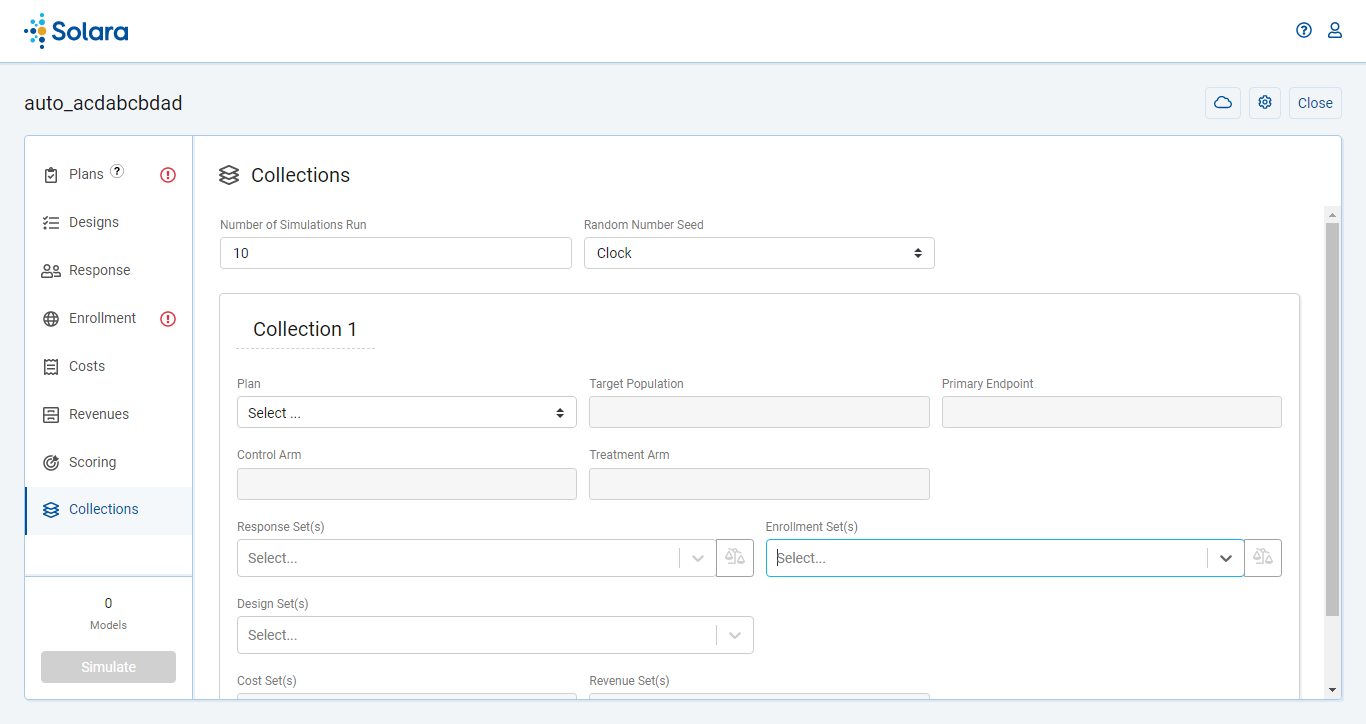 Solara
auto_acdabcbdad
Close
Plans ?
Designs
Response
Enrollment
Costs
Revenues
Scoring
Collections
0
Models
Simulate
Collections
Number of Simulations Run
Random Number Seed
10
Clock
Collection 1
Plan
Target Population
Primary Endpoint
Select ...
Control Arm
Treatment Arm
Response Set(s)
Enrollment Set(s)
Select...
Select...
Design Set(s)
Select...
Cost Set(s)
Revenue Set(s)